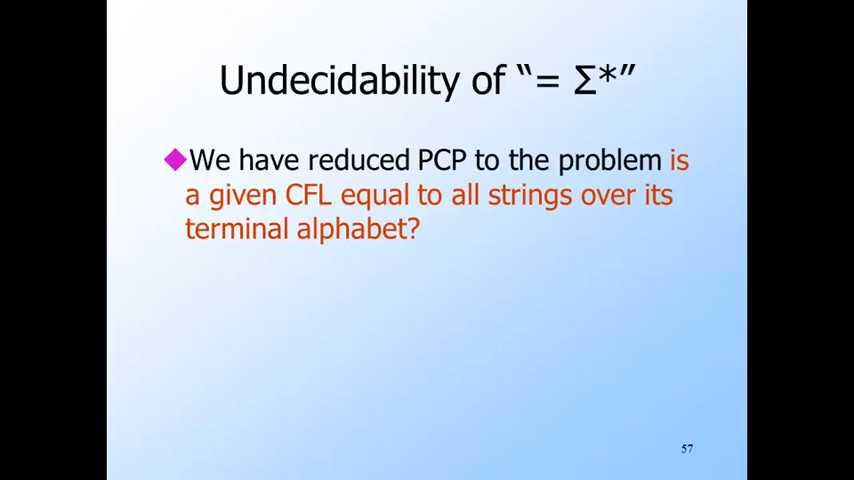 Undecidability of “= Σ*”
We have reduced PCP to the problem is
a given CFL equal to all strings over its
terminal alphabet?
57